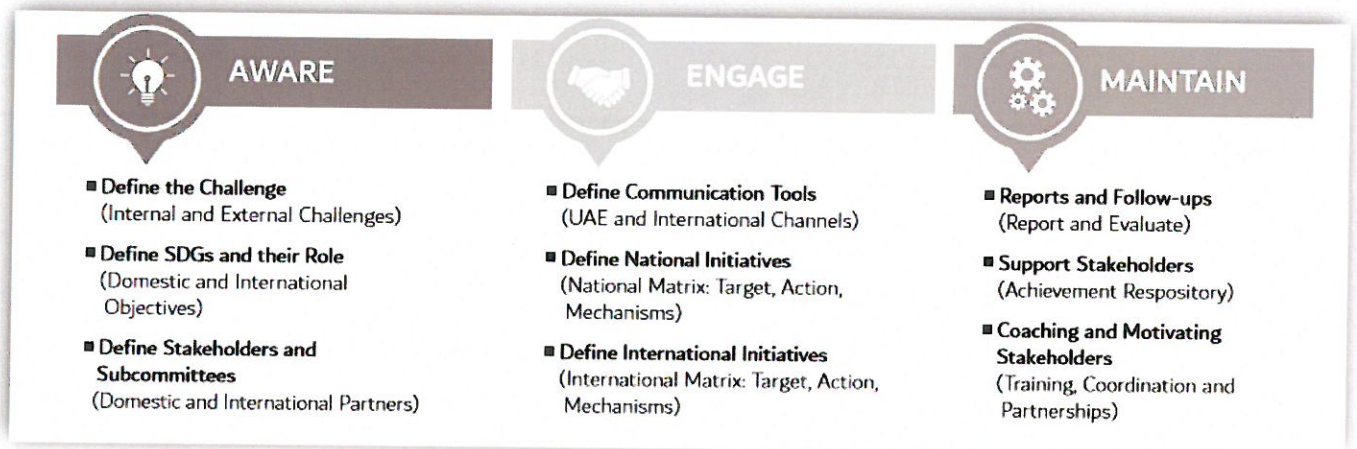 AWARE
■ Define the Challenge
(Internal and External Challenges)
■ Define SDGs and their Role
(Domestic and International
Objectives)
■ Define Stakeholders and
Subcommittees
(Domestic and International Partners)
ENGAGE
■ Define Communication Tools
(UAE and International Channels)
■ Define National Initiatives
(National Matrix: Target, Action,
Mechanisms)
■ Define International Initiatives
(International Matrix: Target, Action,
Mechanisms)
MAINTAIN
■ Reports and Follow-ups
(Report and Evaluate)
■ Support Stakeholders
(Achievement Respository)
■ Coaching and Motivating
Stakeholders
(Training, Coordination and
Partnerships)